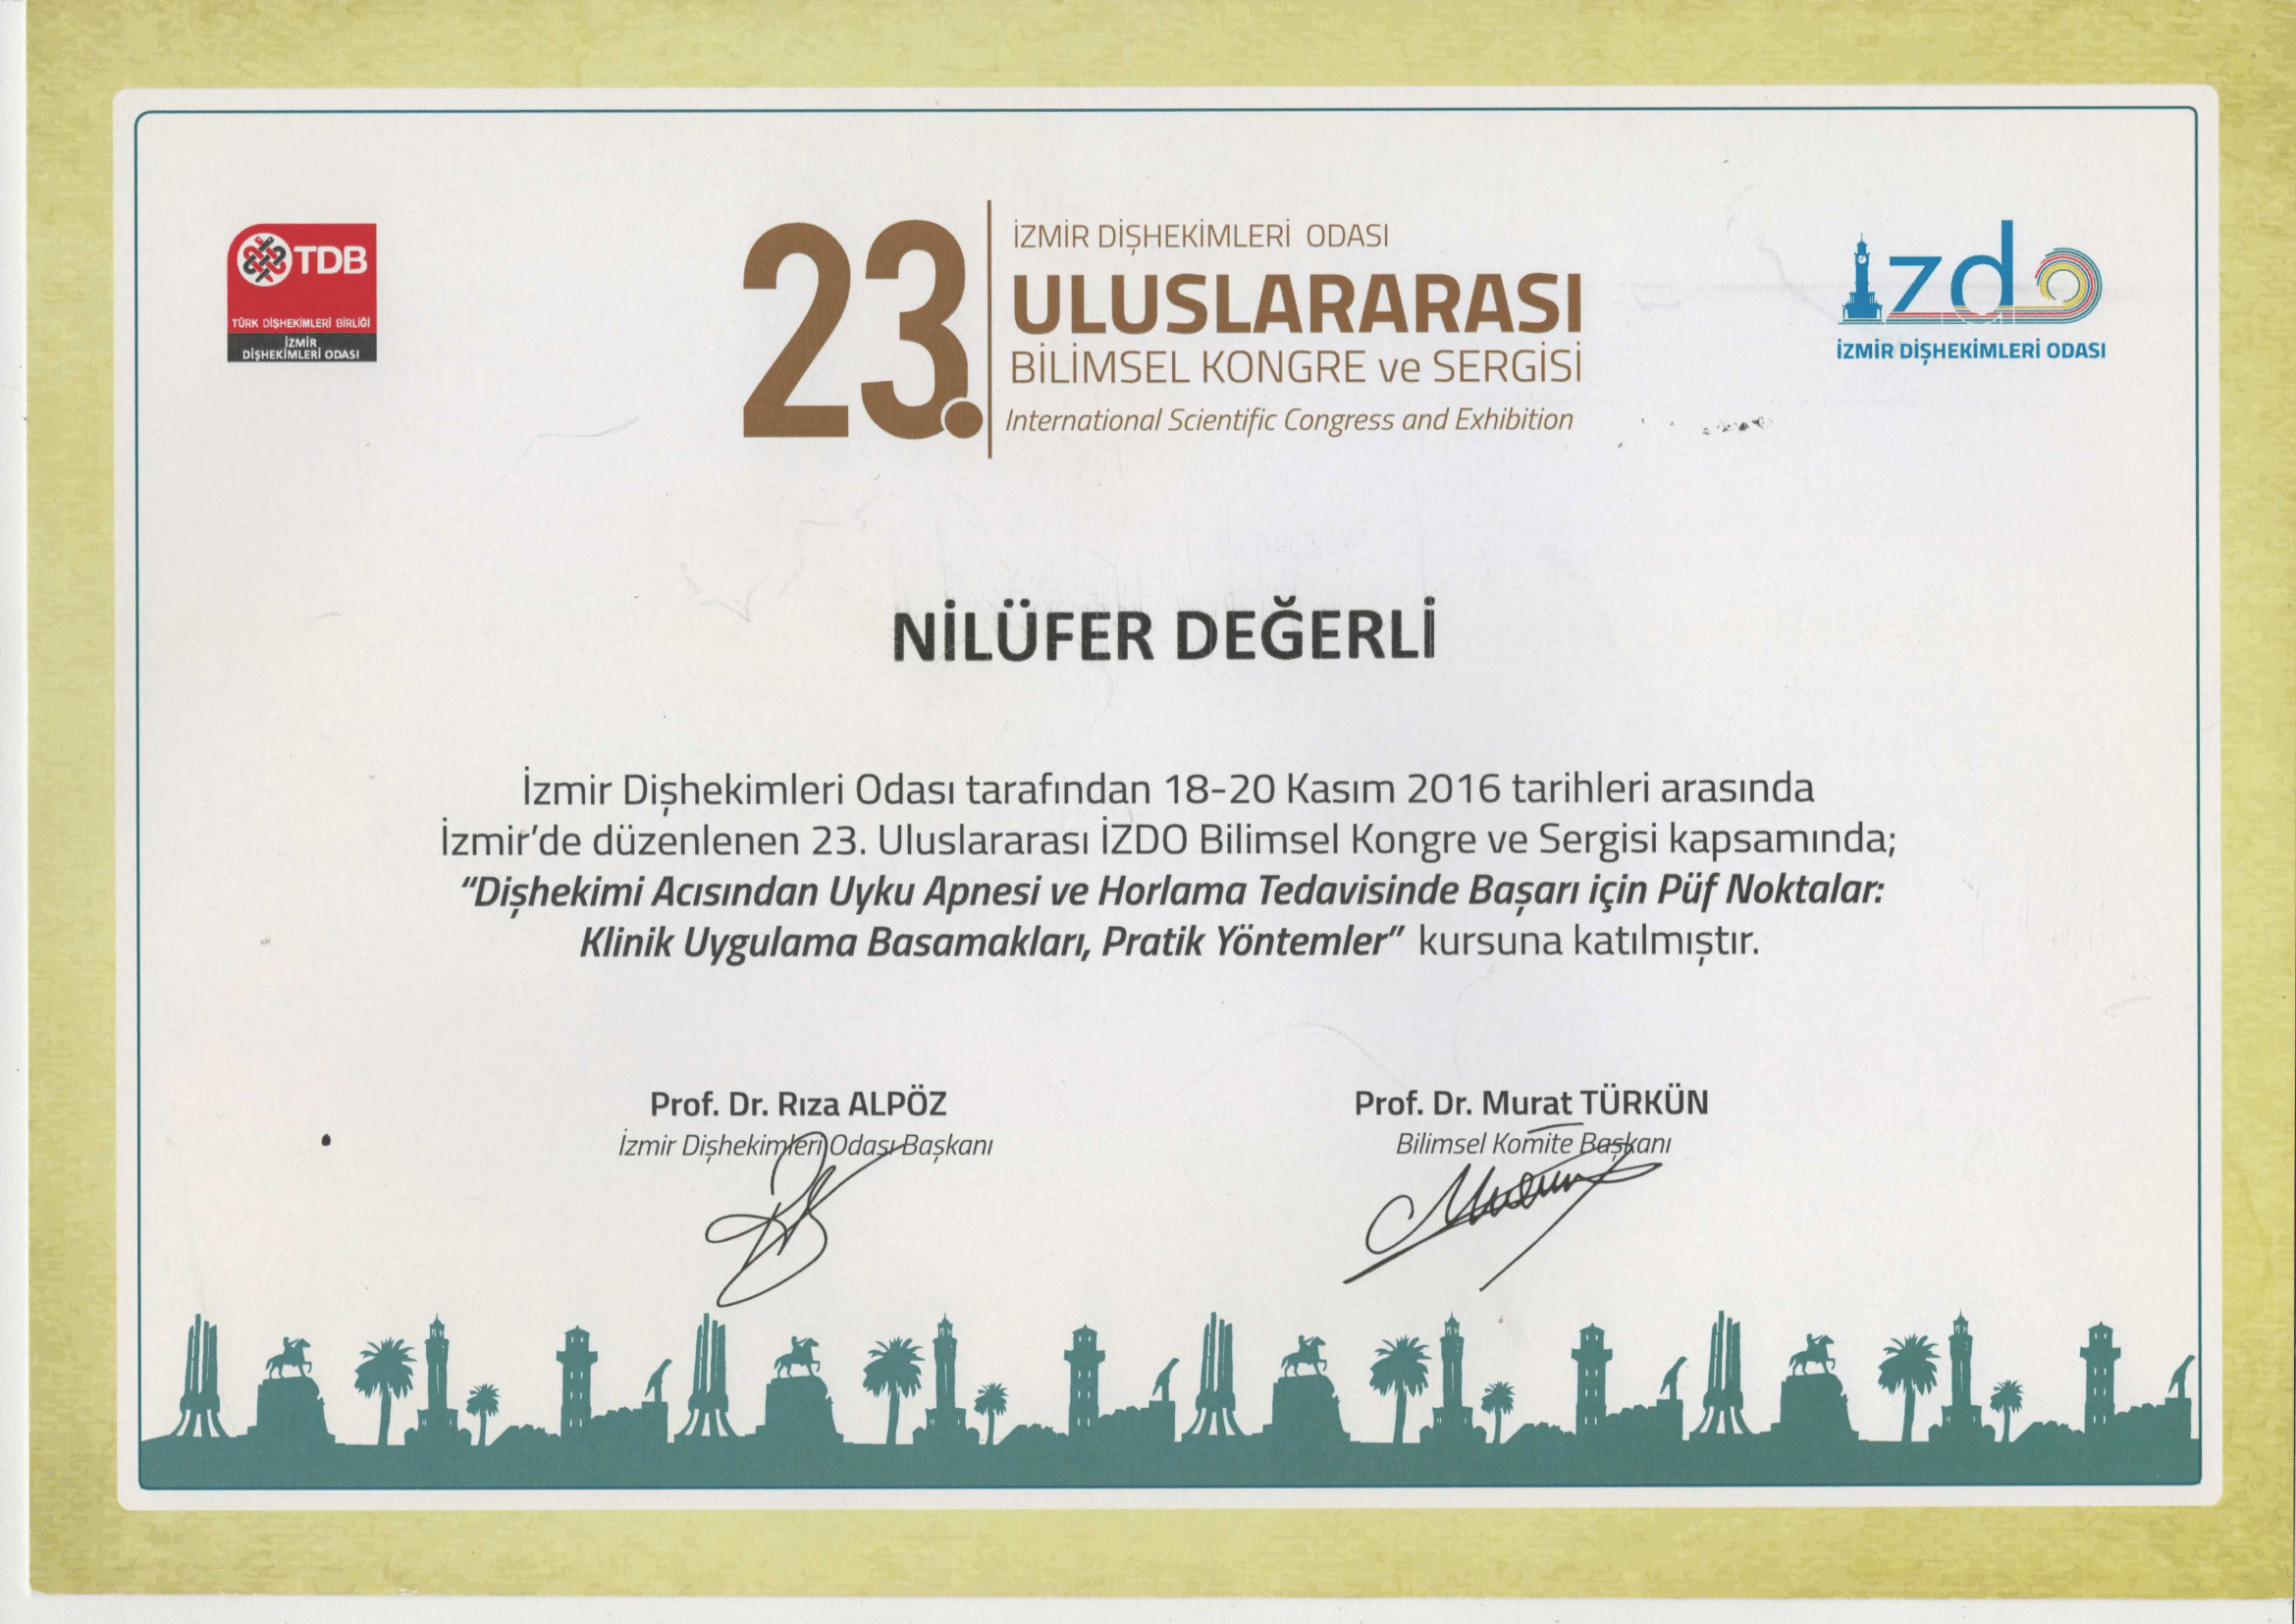 TDB
TÜRK DİŞHEKİMLERİ BİRLİĞİ
İZMİR
DİŞHEKİMLERİ ODASI
23.
İZMİR DİŞHEKİMLERİ ODASI
ULUSLARARASI
BİLİMSEL KONGRE ve SERGİSİ
International Scientific Congress and Exhibition
izdo
İZMİR DİŞHEKİMLERİ ODASI
NİLÜFER DEĞERLİ
İzmir Dişhekimleri Odası tarafından 18-20 Kasım 2016 tarihleri arasında
İzmir'de düzenlenen 23. Uluslararası İZDO Bilimsel Kongre ve Sergisi kapsamında;
“Dişhekimi Acısından Uyku Apnesi ve Horlama Tedavisinde Başarı için Püf Noktalar:
Klinik Uygulama Basamakları, Pratik Yöntemler” kursuna katılmıştır.
Prof. Dr. Rıza ALPÖZ
İzmir Dişhekimleri Odası Başkanı
Prof. Dr. Murat TÜRKÜN
Bilimsel Komite Başkanı